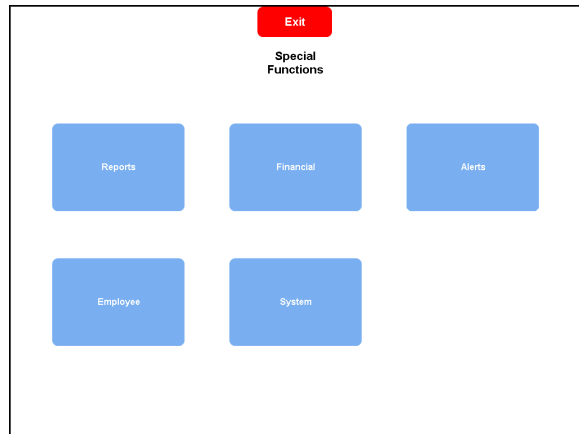 Exit
Special
Functions
Reports
Financial
Alerts
Employee
System